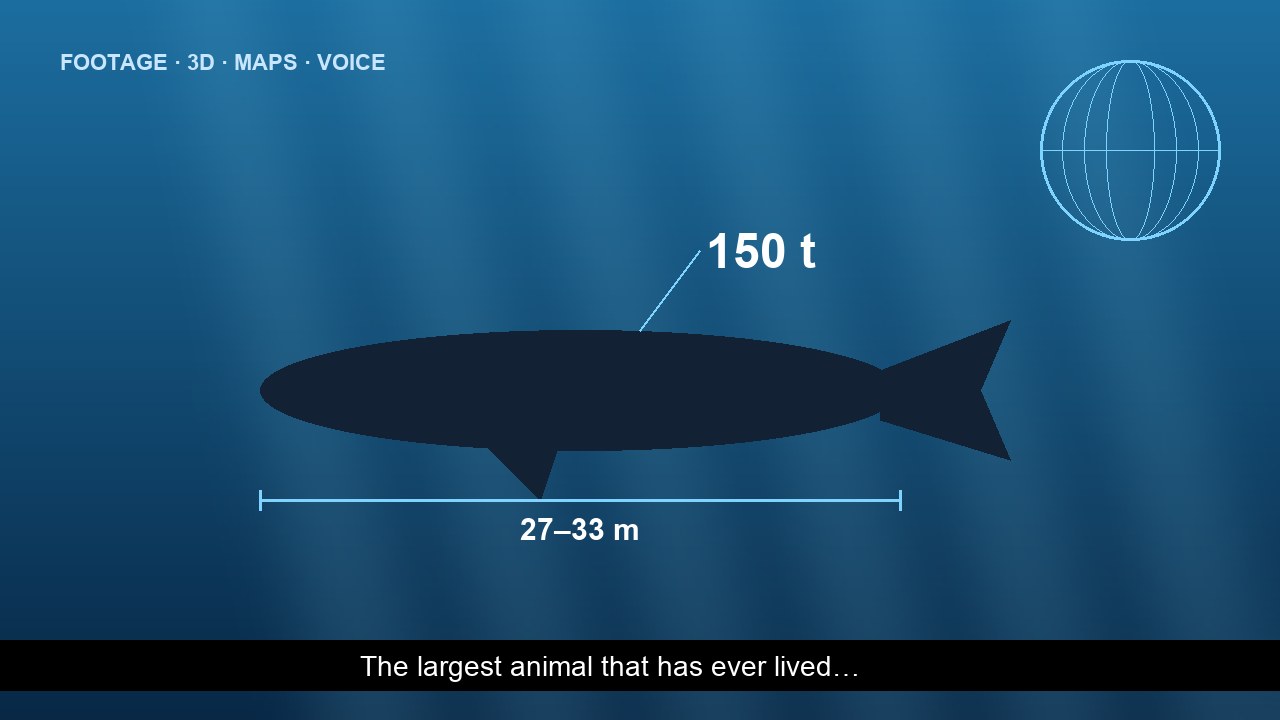 FOOTAGE · 3D · MAPS · VOICE
150 t
27–33 m
The largest animal that has ever lived…